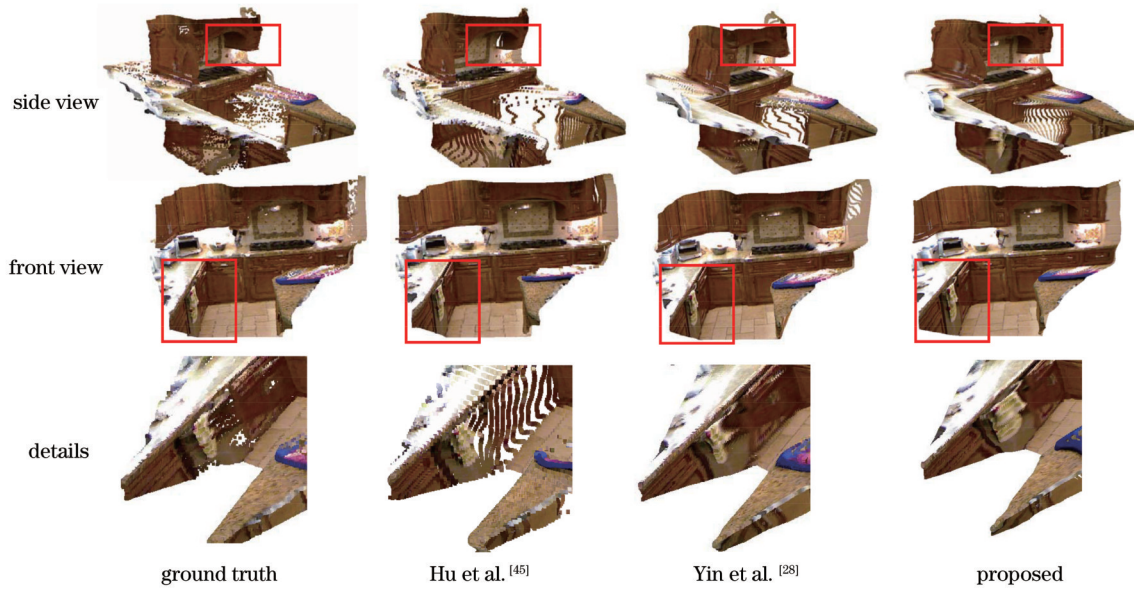 side view
front view
details
ground truth
Hu et al. [45]
Yin et al. [28]
proposed